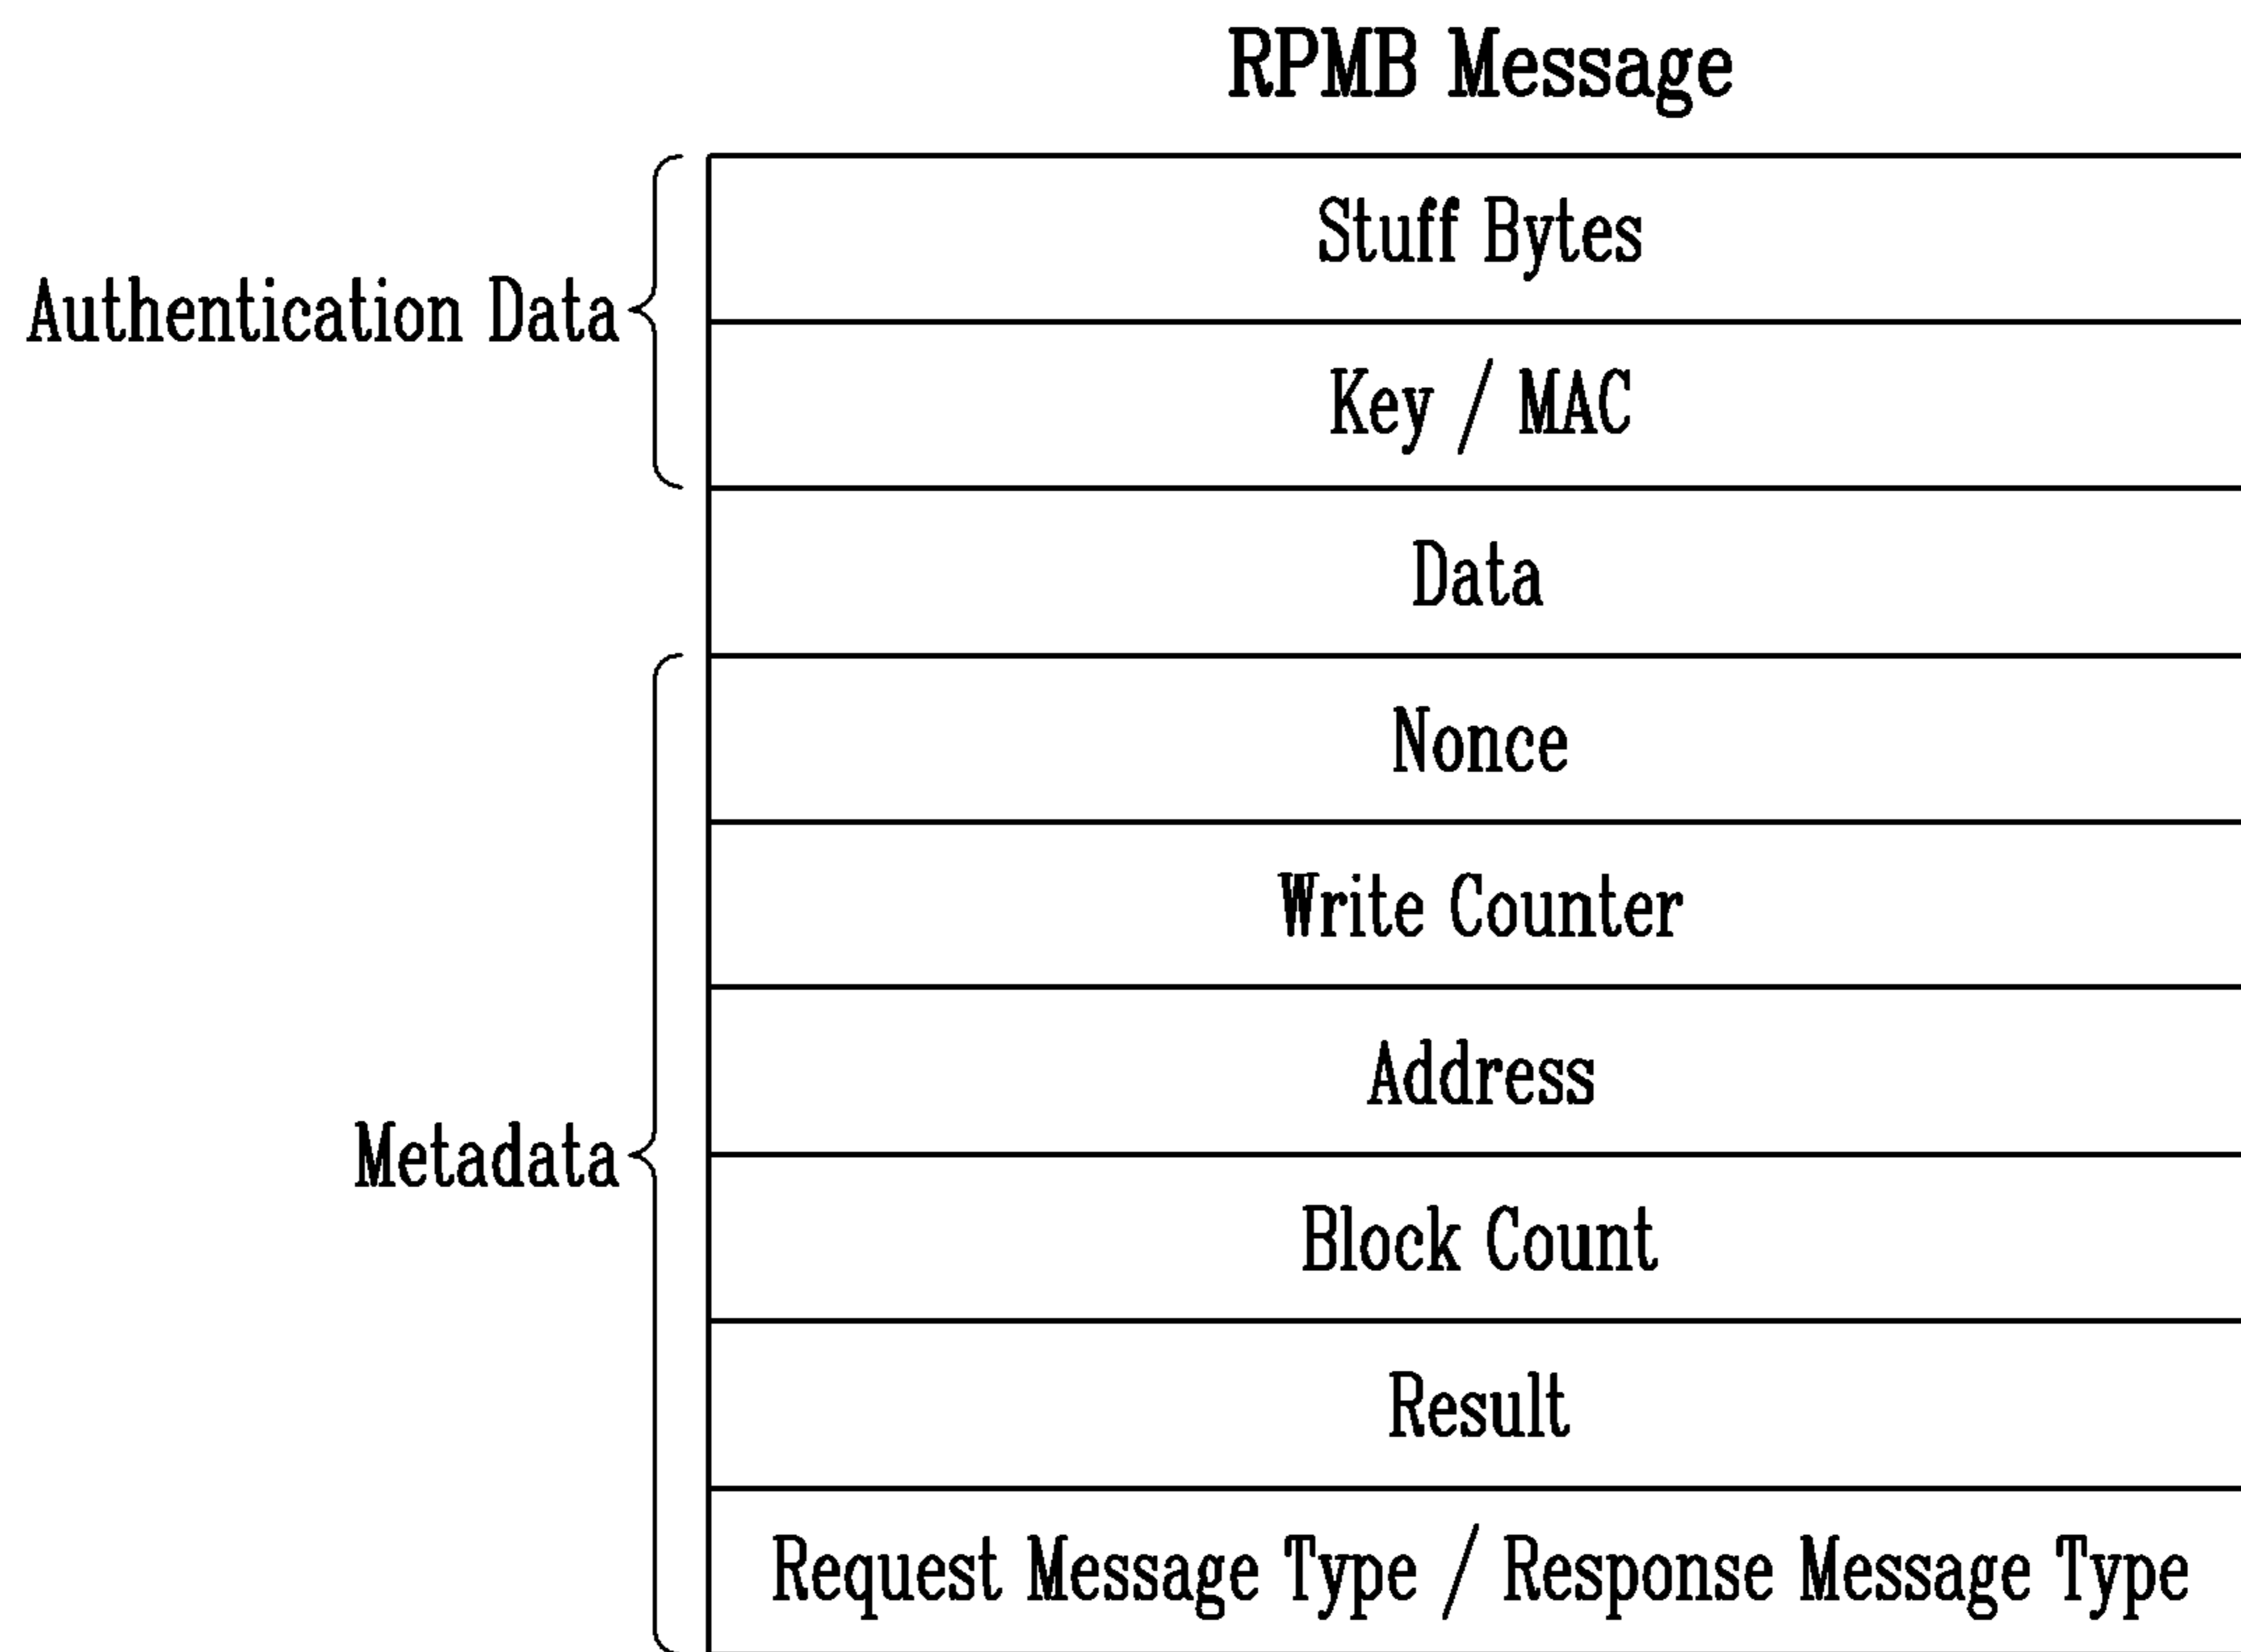 RPMB Message
Stuff Bytes
Authentication Data
Key / MAC
Data
Nonce
Write Counter
Address
Metadata
Block Count
Result
Request Message Type / Response Message Type